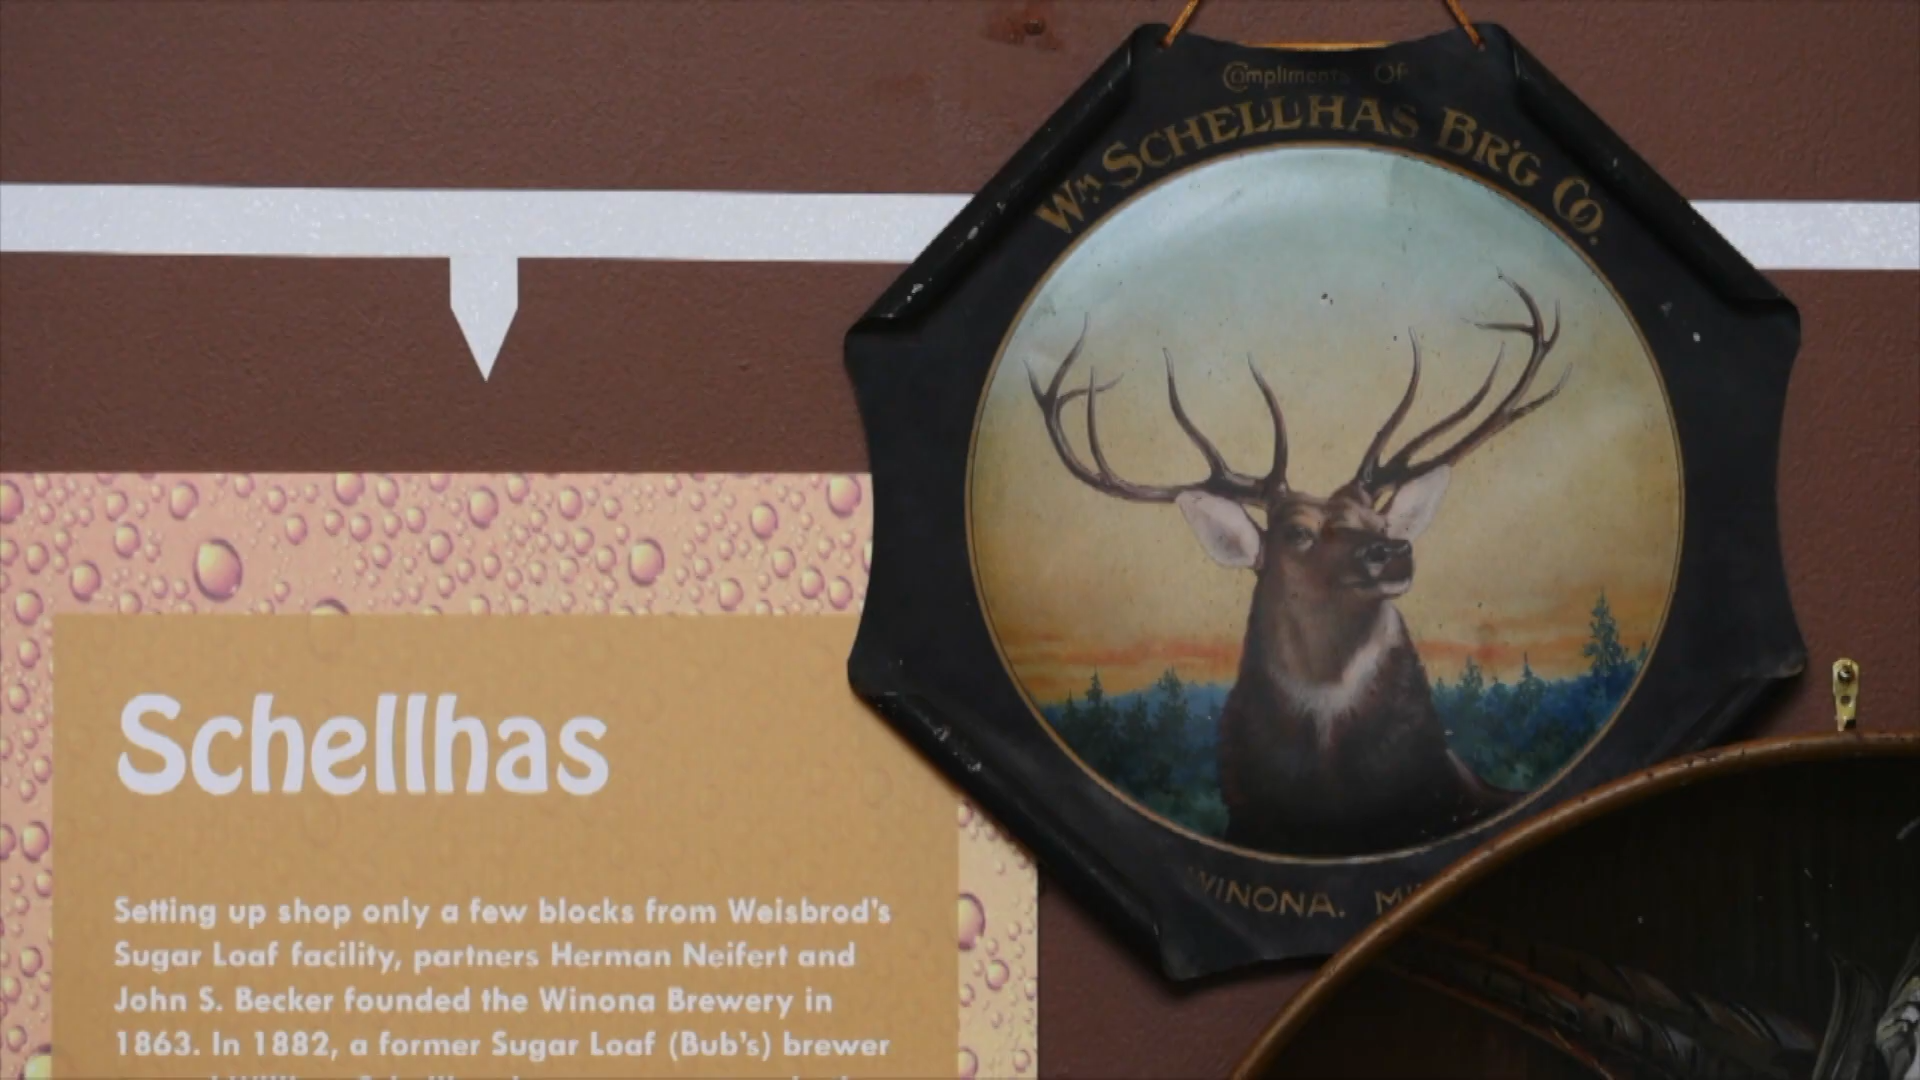 Compliments Of
Wm SCHELLHAS BR'G CO.
WINONA.
Schellhas
Setting up shop only a few blocks from Weisbrod's
Sugar Loaf facility, partners Herman Neifert and
John S. Becker founded the Winona Brewery in
1863. In 1882, a former Sugar Loaf (Bub's) brewer